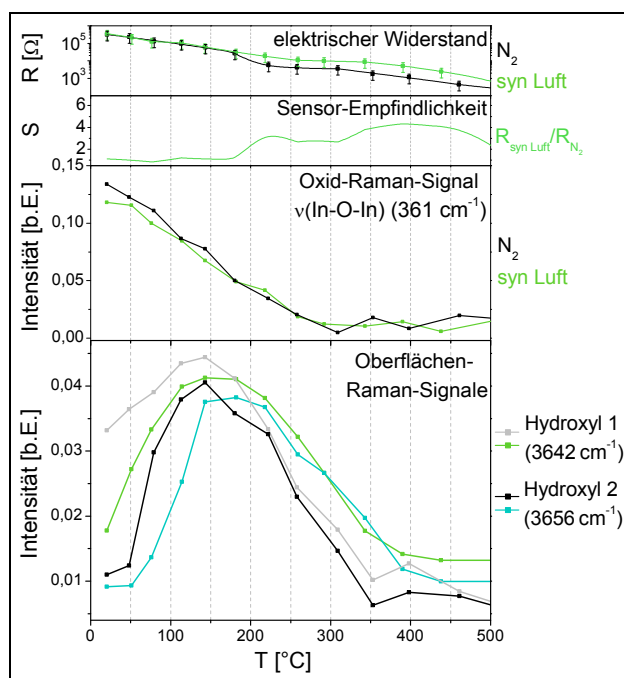 elektrischer Widerstand
R [Ω]
10⁵
10³
N₂
syn Luft
Sensor-Empfindlichkeit
S
6
4
2
R_syn Luft/R_N₂
Oxid-Raman-Signal
ν(In-O-In) (361 cm⁻¹)
Intensität [b.E.]
0,15
0,10
0,05
0,00
N₂
syn Luft
Oberflächen-
Raman-Signale
Intensität [b.E.]
0,04
0,03
0,02
0,01
Hydroxyl 1
(3642 cm⁻¹)
Hydroxyl 2
(3656 cm⁻¹)
0 100 200 300 400 500
T [°C]